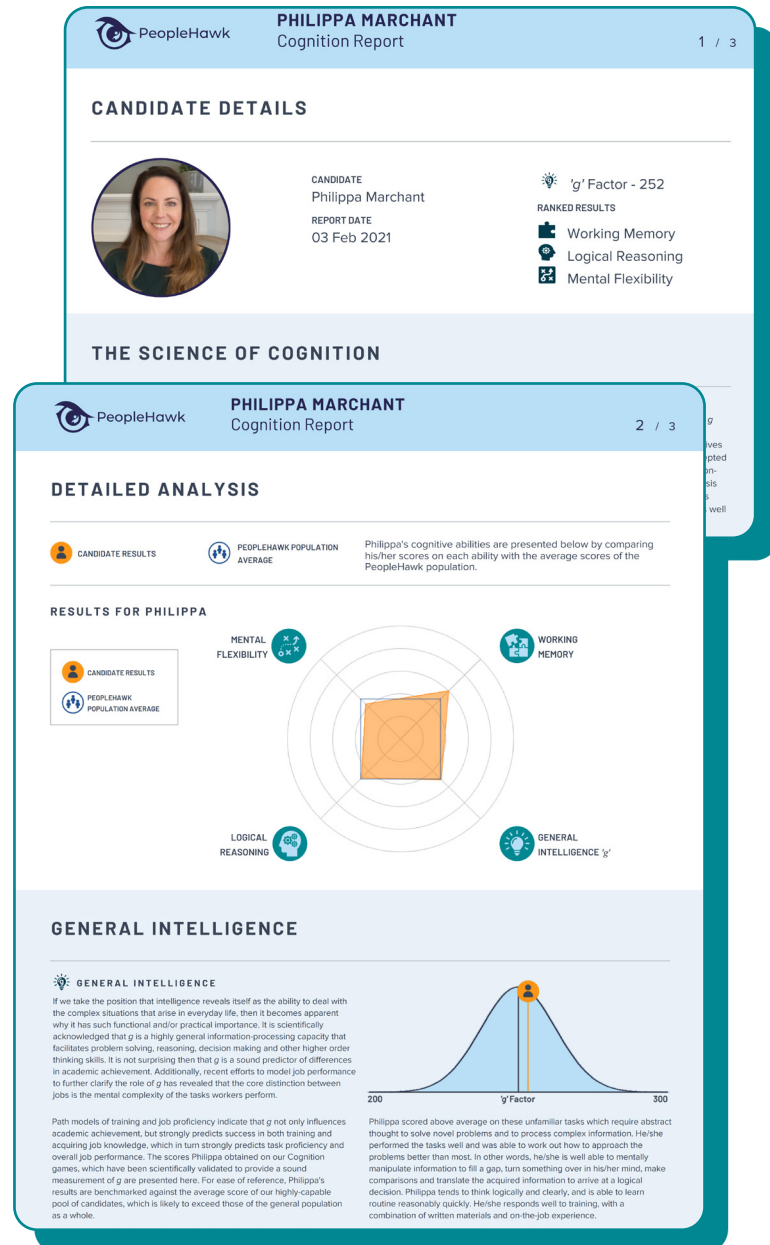 PeopleHawk
PHILIPPA MARCHANT
Cognition Report
1 / 3
CANDIDATE DETAILS
CANDIDATE
Philippa Marchant
REPORT DATE
03 Feb 2021
'g' Factor - 252
RANKED RESULTS
Working Memory
Logical Reasoning
Mental Flexibility
THE SCIENCE OF COGNITION
g
ives
epted
on-
sis
s
well
PeopleHawk
PHILIPPA MARCHANT
Cognition Report
2 / 3
DETAILED ANALYSIS
CANDIDATE RESULTS
PEOPLEHAWK POPULATION
AVERAGE
Philippa's cognitive abilities are presented below by comparing
his/her scores on each ability with the average scores of the
PeopleHawk population.
RESULTS FOR PHILIPPA
CANDIDATE RESULTS
PEOPLEHAWK
POPULATION AVERAGE
MENTAL
FLEXIBILITY
WORKING
MEMORY
LOGICAL
REASONING
GENERAL
INTELLIGENCE 'g'
GENERAL INTELLIGENCE
GENERAL INTELLIGENCE
If we take the position that intelligence reveals itself as the ability to deal with
the complex situations that arise in everyday life, then it becomes apparent
why it has such functional and/or practical importance. It is scientifically
acknowledged that g is a highly general information-processing capacity that
facilitates problem solving, reasoning, decision making and other higher order
thinking skills. It is not surprising then that g is a sound predictor of differences
in academic achievement. Additionally, recent efforts to model job performance
to further clarify the role of g has revealed that the core distinction between
jobs is the mental complexity of the tasks workers perform.
200
'g' Factor
300
Path models of training and job proficiency indicate that g not only influences
academic achievement, but strongly predicts success in both training and
acquiring job knowledge, which in turn strongly predicts task proficiency and
overall job performance. The scores Philippa obtained on our Cognition
games, which have been scientifically validated to provide a sound
measurement of g are presented here. For ease of reference, Philippa's
results are benchmarked against the average score of our highly-capable
pool of candidates, which is likely to exceed those of the general population
as a whole.
Philippa scored above average on these unfamiliar tasks which require abstract
thought to solve novel problems and to process complex information. He/she
performed the tasks well and was able to work out how to approach the
problems better than most. In other words, he/she is well able to mentally
manipulate information to fill a gap, turn something over in his/her mind, make
comparisons and translate the acquired information to arrive at a logical
decision. Philippa tends to think logically and clearly, and is able to learn
routine reasonably quickly. He/she responds well to training, with a
combination of written materials and on-the-job experience.